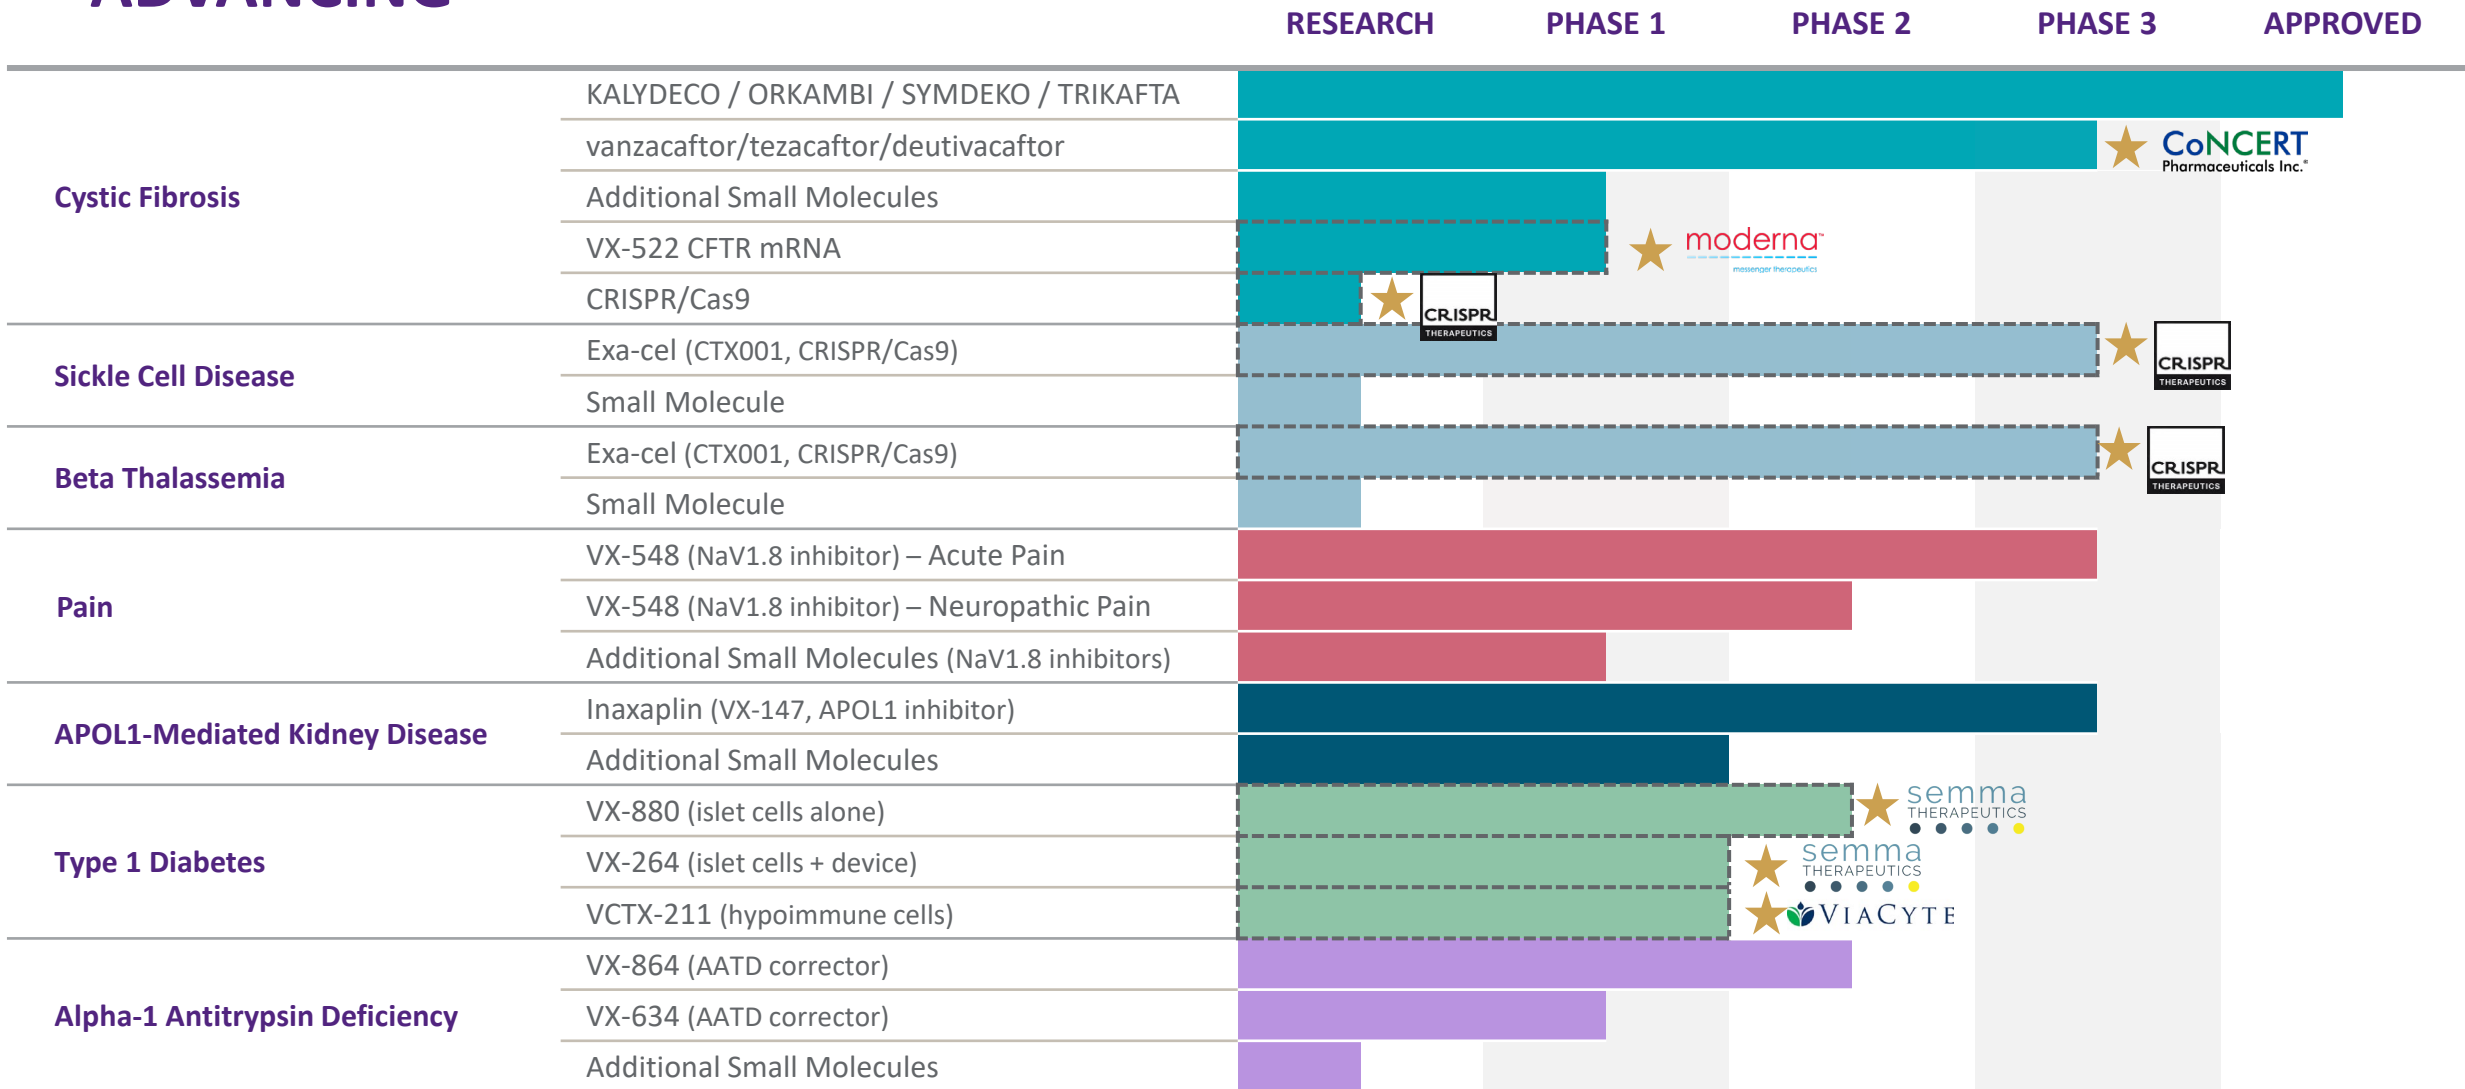 ADVANCING
RESEARCH PHASE 1 PHASE 2 PHASE 3 APPROVED
Cystic Fibrosis
KALYDECO / ORKAMBI / SYMDEKO / TRIKAFTA
vanzacaftor/tezacaftor/deutivacaftor
CoNCERT
Pharmaceuticals Inc.®
Additional Small Molecules
VX-522 CFTR mRNA
moderna™
messenger therapeutics
CRISPR/Cas9
CRISPR
THERAPEUTICS
Sickle Cell Disease
Exa-cel (CTX001, CRISPR/Cas9)
CRISPR
THERAPEUTICS
Small Molecule
Beta Thalassemia
Exa-cel (CTX001, CRISPR/Cas9)
CRISPR
THERAPEUTICS
Small Molecule
Pain
VX-548 (NaV1.8 inhibitor) – Acute Pain
VX-548 (NaV1.8 inhibitor) – Neuropathic Pain
Additional Small Molecules (NaV1.8 inhibitors)
APOL1-Mediated Kidney Disease
Inaxaplin (VX-147, APOL1 inhibitor)
Additional Small Molecules
Type 1 Diabetes
VX-880 (islet cells alone)
semma
THERAPEUTICS
VX-264 (islet cells + device)
semma
THERAPEUTICS
VCTX-211 (hypoimmune cells)
VIACYTE
Alpha-1 Antitrypsin Deficiency
VX-864 (AATD corrector)
VX-634 (AATD corrector)
Additional Small Molecules